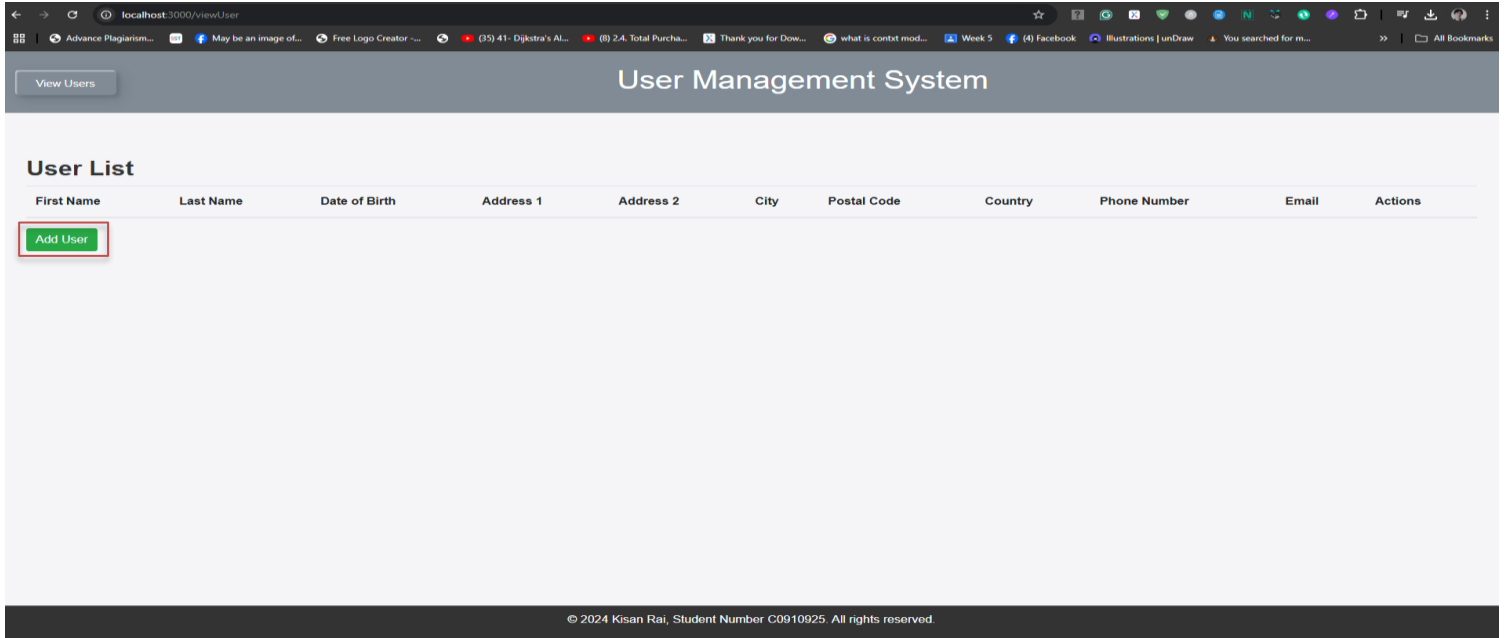 localhost:3000/viewUser
Advance Plagiarism... May be an image of... Free Logo Creator -... (35) 41- Dijkstra's Al... (8) 2.4. Total Purcha... Thank you for Dow... what is contxt mod... Week 5 (4) Facebook Illustrations | unDraw You searched for m... » All Bookmarks
View Users User Management System
User List
First Name Last Name Date of Birth Address 1 Address 2 City Postal Code Country Phone Number Email Actions
Add User
© 2024 Kisan Rai, Student Number C0910925. All rights reserved.